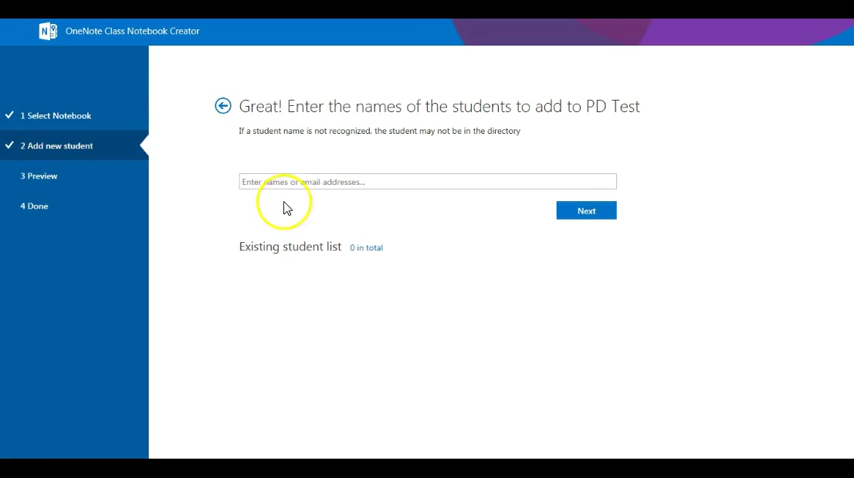 OneNote Class Notebook Creator
1 Select Notebook
2 Add new student
3 Preview
4 Done
Great! Enter the names of the students to add to PD Test
If a student name is not recognized, the student may not be in the directory
Enter names or email addresses...
Next
Existing student list 0 in total